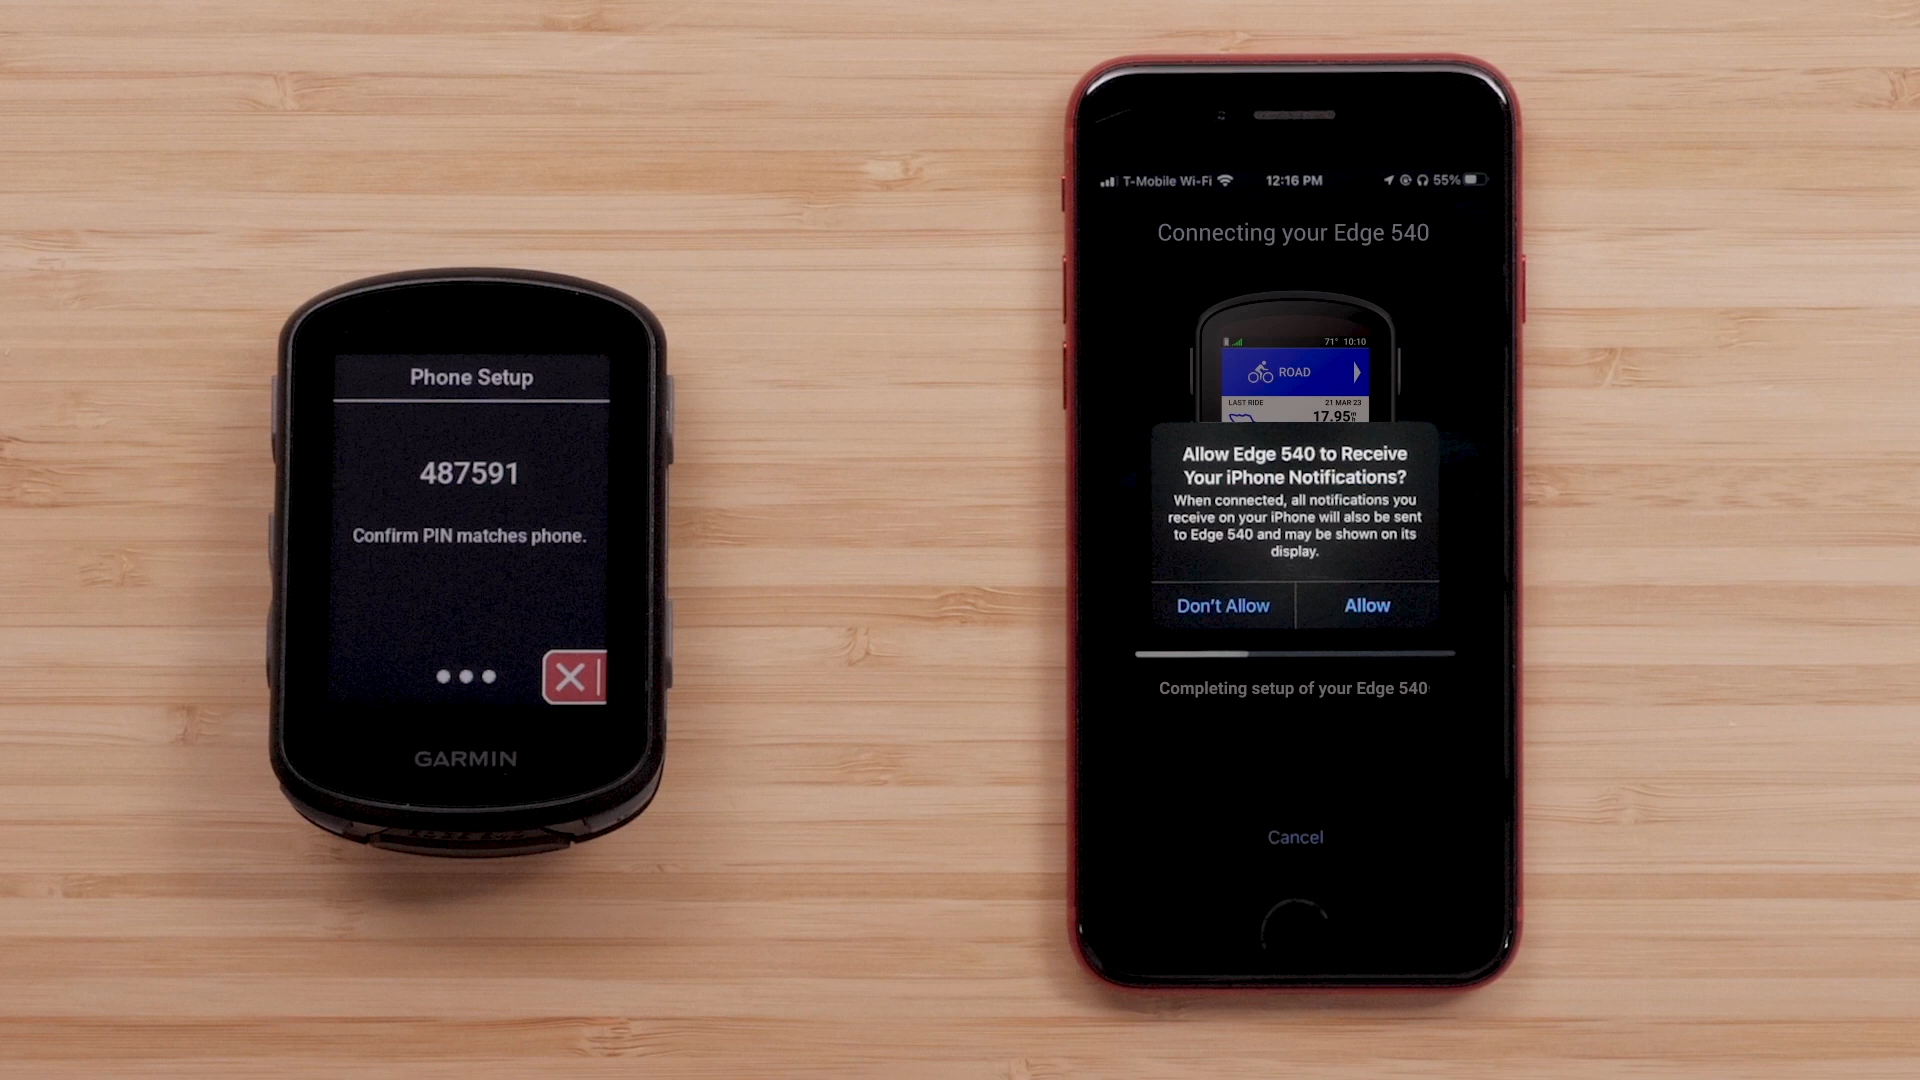 Phone Setup
487591
Confirm PIN matches phone.
GARMIN
T-Mobile Wi-Fi 12:16 PM 55%
Connecting your Edge 540
71° 10:10
ROAD
LAST RIDE 21 MAR 23
17.95
Allow Edge 540 to Receive
Your iPhone Notifications?
When connected, all notifications you
receive on your iPhone will also be sent
to Edge 540 and may be shown on its
display.
Don't Allow Allow
Completing setup of your Edge 540
Cancel